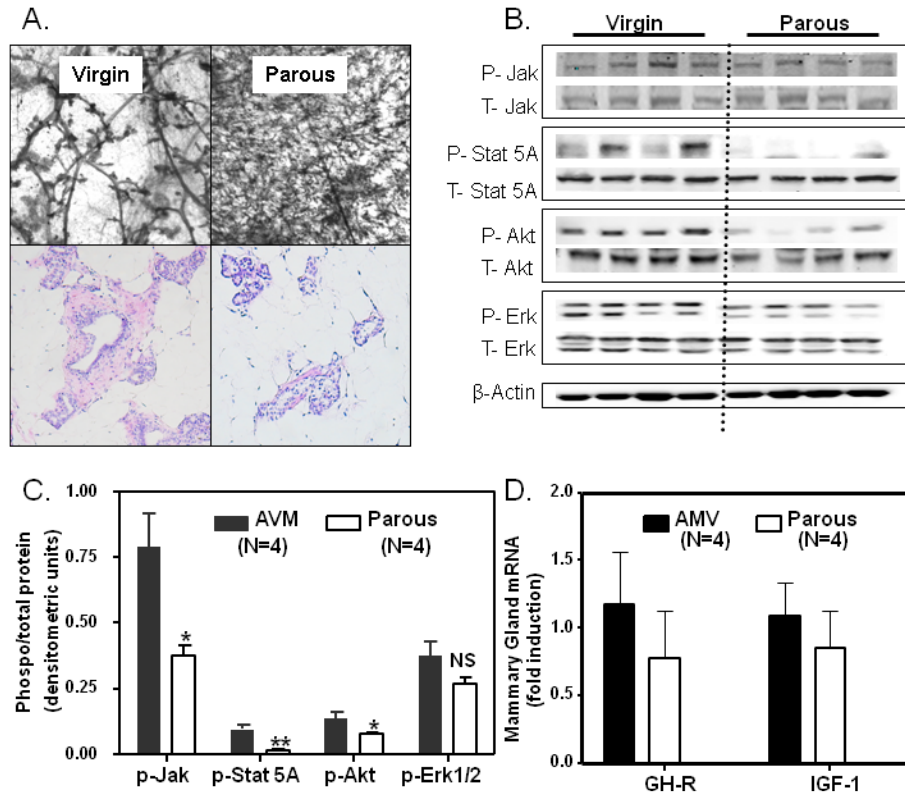 A.
Virgin
Parous
B.
Virgin
Parous
P- Jak
T- Jak
P- Stat 5A
T- Stat 5A
P- Akt
T- Akt
P- Erk
T- Erk
β-Actin
C.
Phospo/total protein
(densitometric units)
1.00
0.75
0.50
0.25
0.00
AVM
(N=4)
Parous
(N=4)
*
**
*
NS
p-Jak
p-Stat 5A
p-Akt
p-Erk1/2
D.
Mammary Gland mRNA
(fold induction)
2.0
1.5
1.0
0.5
0.0
AMV
(N=4)
Parous
(N=4)
GH-R
IGF-1